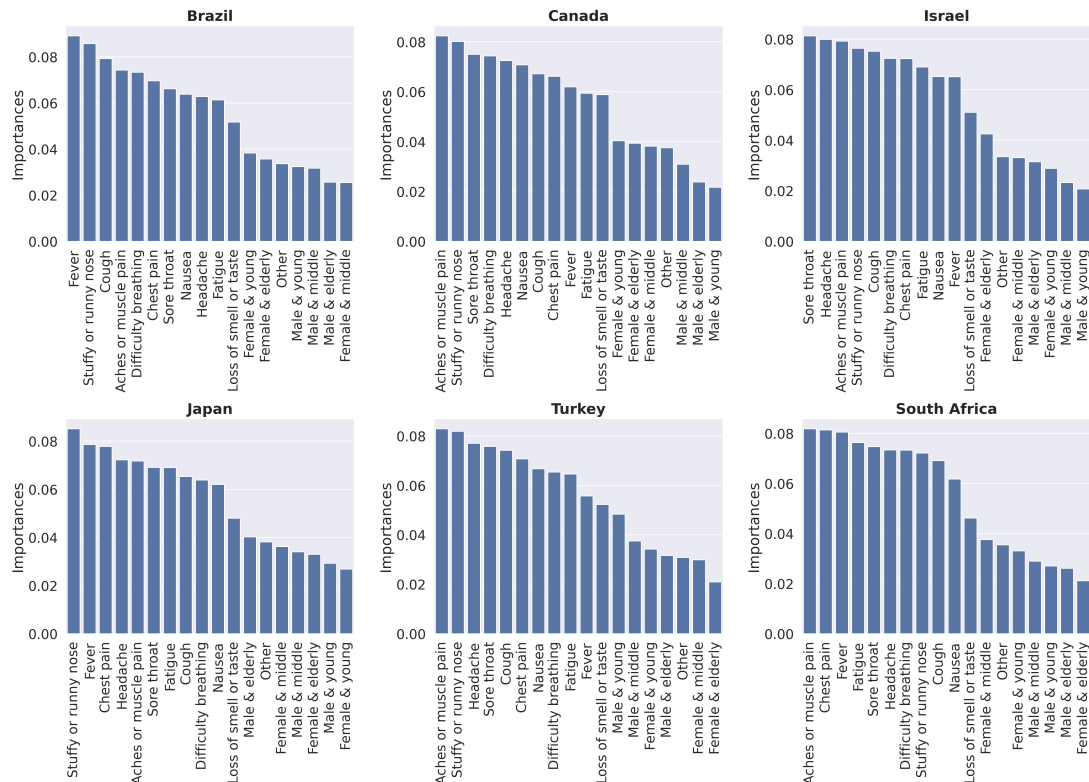 Brazil
Importances
0.08
0.06
0.04
0.02
0.00
Fever
Stuffy or runny nose
Cough
Aches or muscle pain
Difficulty breathing
Chest pain
Sore throat
Nausea
Headache
Fatigue
Loss of smell or taste
Female & young
Female & elderly
Other
Male & young
Male & middle
Male & elderly
Female & middle
Canada
Importances
0.08
0.06
0.04
0.02
0.00
Aches or muscle pain
Stuffy or runny nose
Sore throat
Difficulty breathing
Headache
Nausea
Cough
Chest pain
Fever
Fatigue
Loss of smell or taste
Female & young
Female & elderly
Female & middle
Other
Male & middle
Male & elderly
Male & young
Israel
Importances
0.08
0.06
0.04
0.02
0.00
Sore throat
Headache
Aches or muscle pain
Stuffy or runny nose
Cough
Difficulty breathing
Chest pain
Fatigue
Nausea
Fever
Loss of smell or taste
Female & elderly
Other
Female & middle
Male & elderly
Female & young
Male & middle
Male & young
Japan
Importances
0.08
0.06
0.04
0.02
0.00
Stuffy or runny nose
Fever
Chest pain
Headache
Aches or muscle pain
Sore throat
Fatigue
Cough
Difficulty breathing
Nausea
Loss of smell or taste
Male & elderly
Other
Female & middle
Male & middle
Female & elderly
Male & young
Female & young
Turkey
Importances
0.08
0.06
0.04
0.02
0.00
Aches or muscle pain
Stuffy or runny nose
Headache
Sore throat
Cough
Chest pain
Nausea
Difficulty breathing
Fatigue
Fever
Loss of smell or taste
Male & young
Male & middle
Female & young
Male & elderly
Other
Female & middle
Female & elderly
South Africa
Importances
0.08
0.06
0.04
0.02
0.00
Aches or muscle pain
Chest pain
Fever
Fatigue
Sore throat
Headache
Difficulty breathing
Stuffy or runny nose
Cough
Nausea
Loss of smell or taste
Female & middle
Other
Female & young
Male & middle
Male & young
Male & elderly
Female & elderly